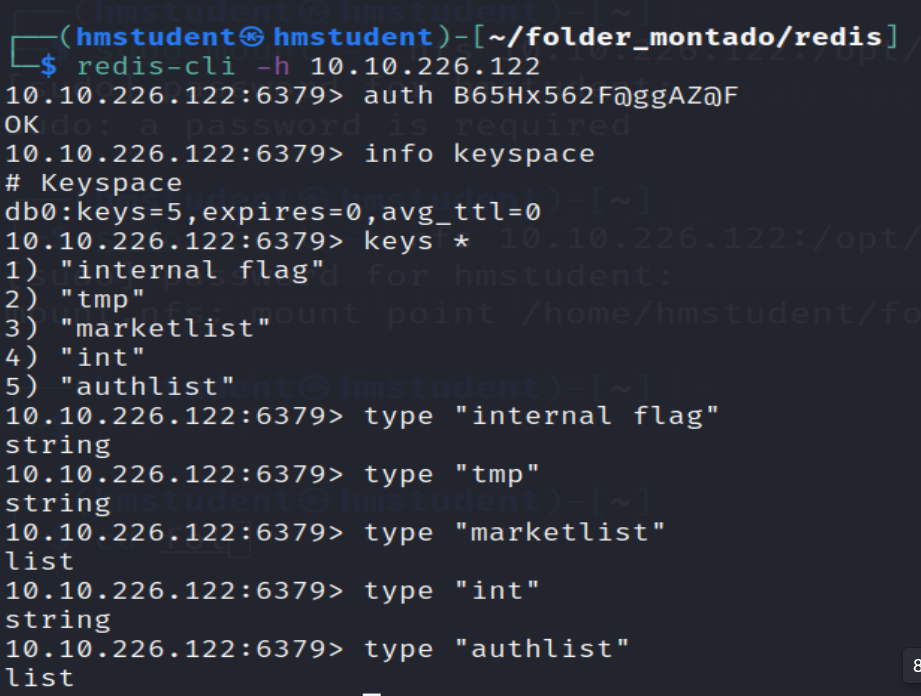 ┌──(hmstudent㉿hmstudent)-[~/folder_montado/redis]
└─$ redis-cli -h 10.10.226.122
10.10.226.122:6379> auth B65Hx562F@ggAZ@F
OK
10.10.226.122:6379> info keyspace
# Keyspace
db0:keys=5,expires=0,avg_ttl=0
10.10.226.122:6379> keys *
1) "internal flag"
2) "tmp"
3) "marketlist"
4) "int"
5) "authlist"
10.10.226.122:6379> type "internal flag"
string
10.10.226.122:6379> type "tmp"
string
10.10.226.122:6379> type "marketlist"
list
10.10.226.122:6379> type "int"
string
10.10.226.122:6379> type "authlist"
list